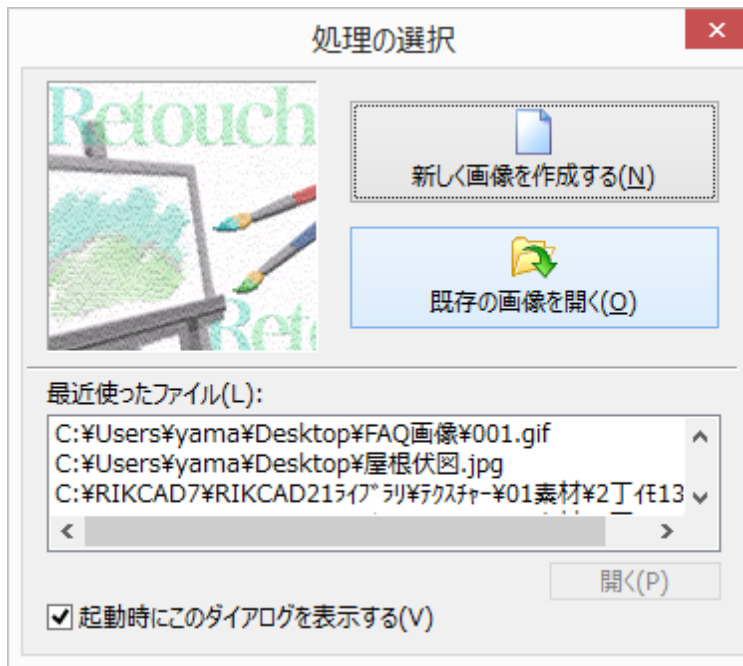 処理の選択
Retouch
新しく画像を作成する(N)
既存の画像を開く(O)
Ret
最近使ったファイル(L):
C:¥Users¥yama¥Desktop¥FAQ画像¥001.gif
C:¥Users¥yama¥Desktop¥屋根伏図.jpg
C:¥RIKCAD7¥RIKCAD21ﾗｲﾌﾞﾗﾘ¥ﾃｸｽﾁｬｰ¥01素材¥2丁ｲﾓ13
開く(P)
起動時にこのダイアログを表示する(V)